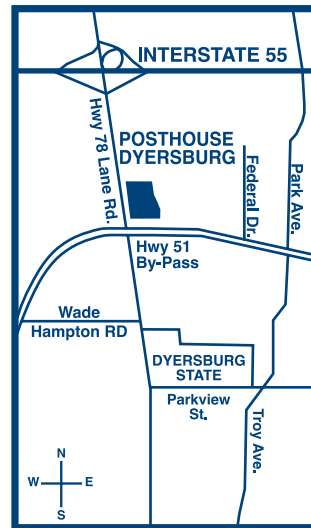 INTERSTATE 55
Hwy 78 Lane Rd.
POSTHOUSE
DYERSBURG
Federal Dr.
Park Ave.
Hwy 51
By-Pass
Wade
Hampton RD
DYERSBURG
STATE
Parkview
St.
Troy Ave.
N
W E
S